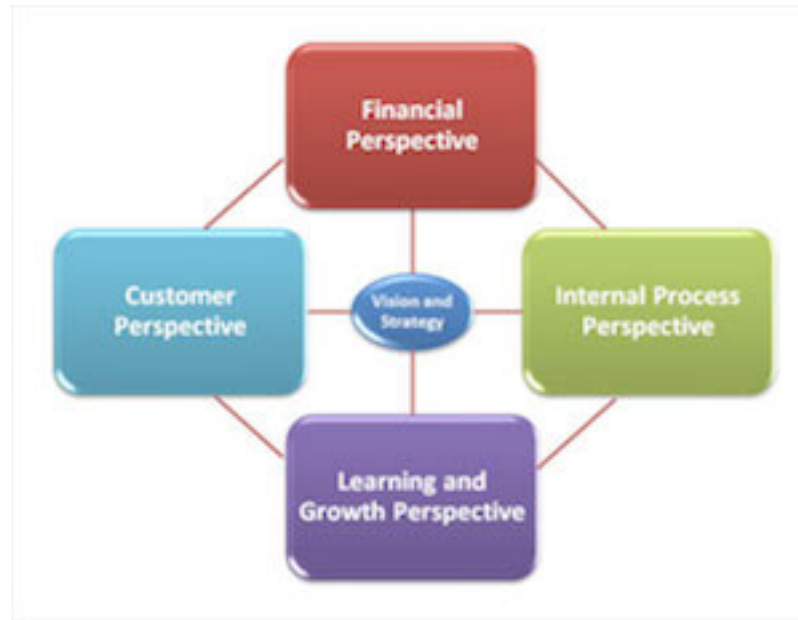 Financial
Perspective
Customer
Perspective
Vision and
Strategy
Internal Process
Perspective
Learning and
Growth Perspective